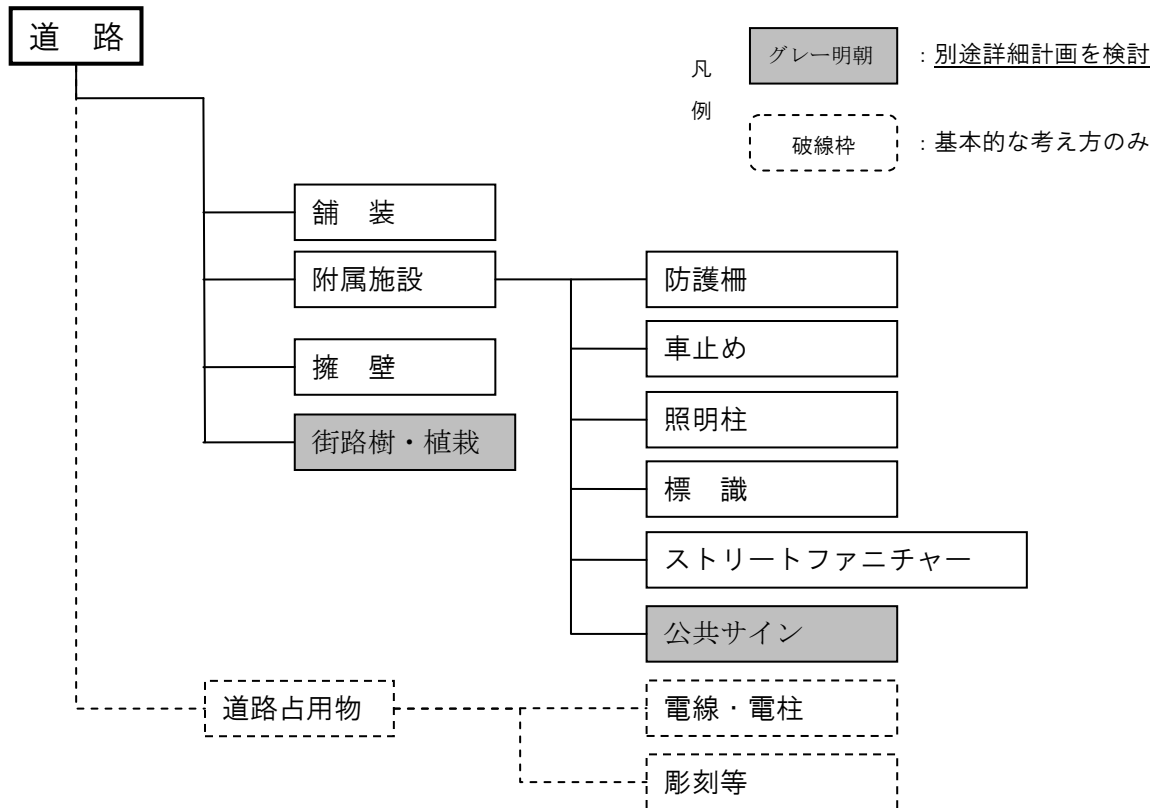 道　路
凡
例
グレー明朝
：別途詳細計画を検討
破線枠
：基本的な考え方のみ
舗　装
附属施設
擁　壁
街路樹・植栽
防護柵
車止め
照明柱
標　識
ストリートファニチャー
公共サイン
道路占用物
電線・電柱
彫刻等